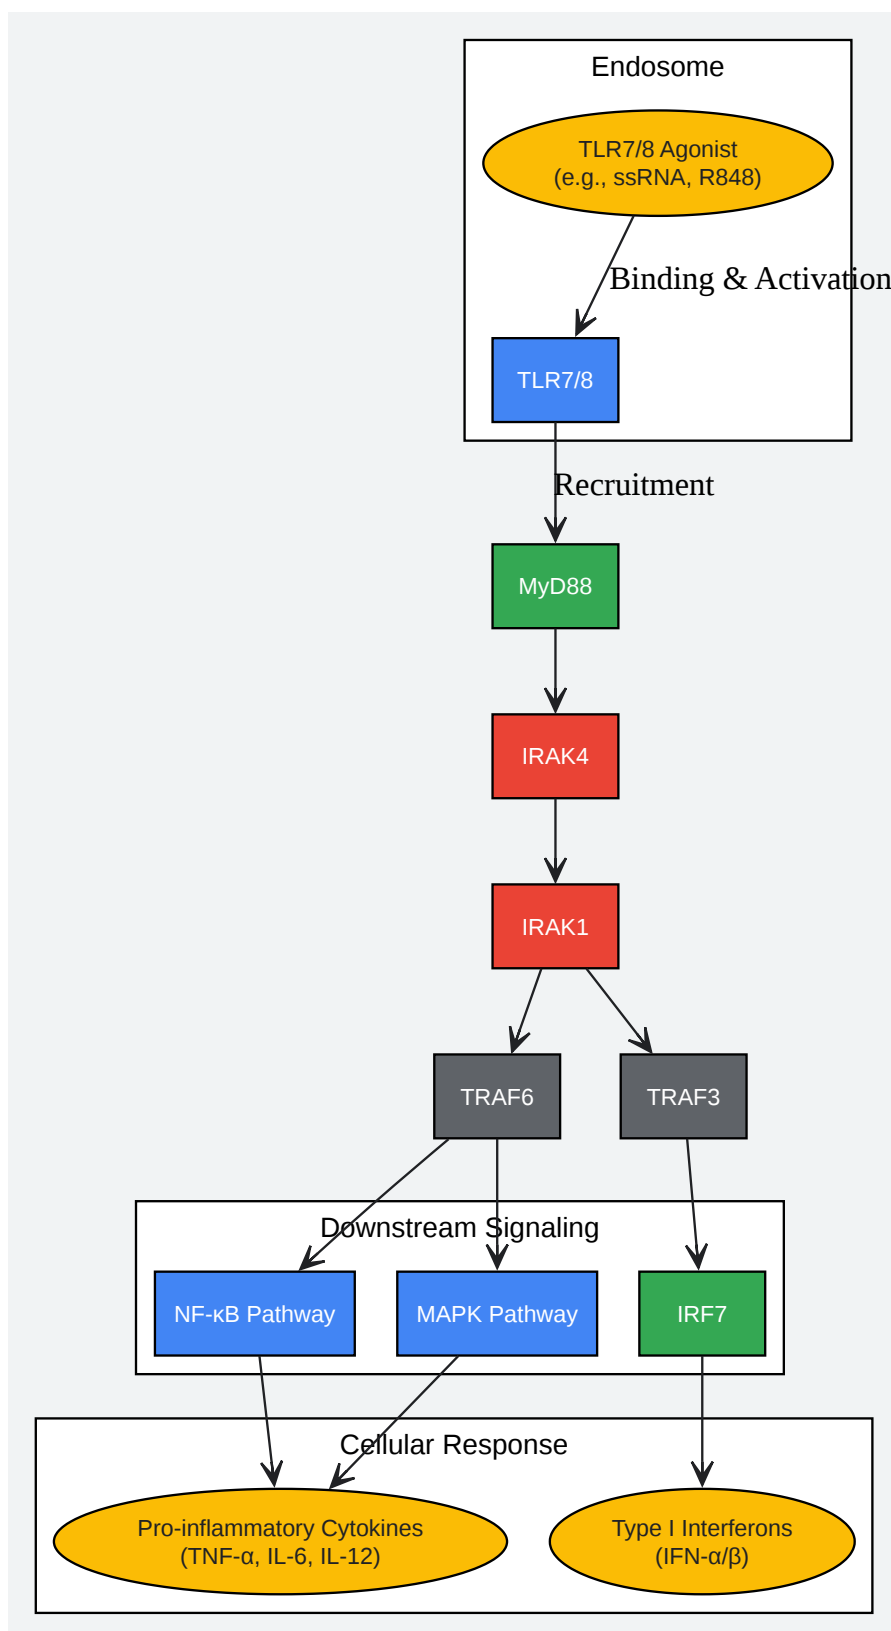 Endosome
TLR7/8 Agonist
(e.g., ssRNA, R848)
Binding & Activation
TLR7/8
Recruitment
MyD88
IRAK4
IRAK1
TRAF6
TRAF3
Downstream Signaling
NF-κB Pathway
MAPK Pathway
IRF7
Cellular Response
Pro-inflammatory Cytokines
(TNF-α, IL-6, IL-12)
Type I Interferons
(IFN-α/β)